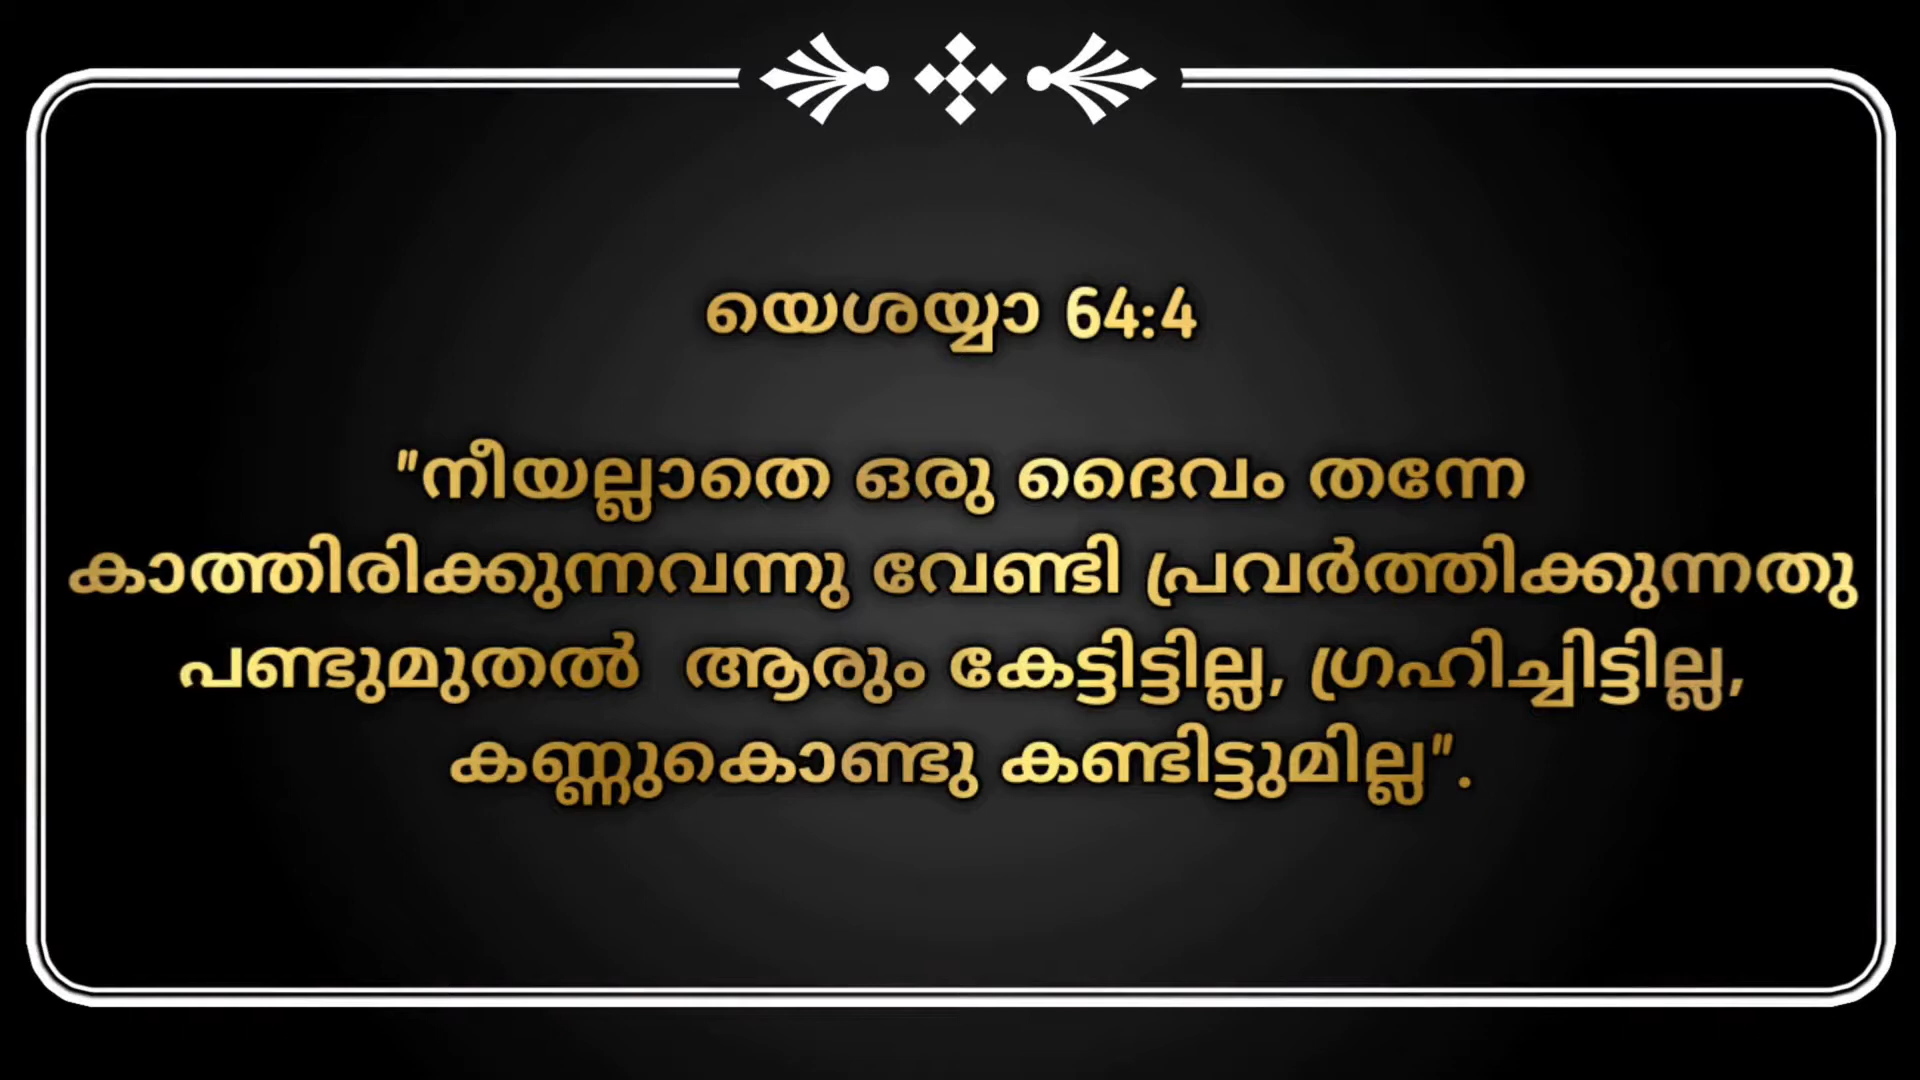 യെശയ്യാ 64:4
"നീയല്ലാതെ ഒരു ദൈവം തന്നേ
കാത്തിരിക്കുന്നവന്നു വേണ്ടി പ്രവർത്തിക്കുന്നതു
പണ്ടുമുതൽ  ആരും കേട്ടിട്ടില്ല, ഗ്രഹിച്ചിട്ടില്ല,
കണ്ണുകൊണ്ടു കണ്ടിട്ടുമില്ല".